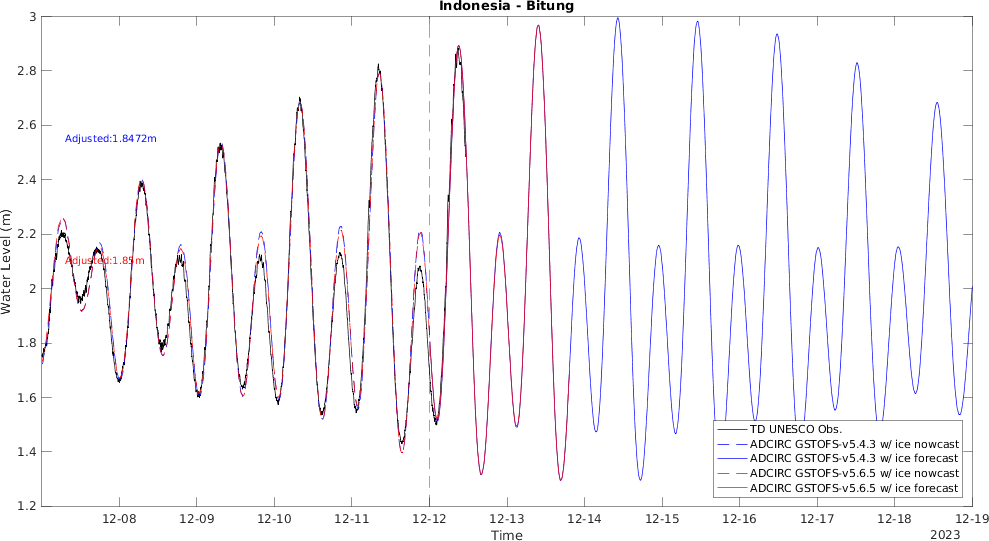 Indonesia - Bitung
Water Level (m)
3
2.8
2.6
2.4
2.2
2
1.8
1.6
1.4
1.2
Adjusted:1.8472m
Adjusted:1.85m
TD UNESCO Obs.
ADCIRC GSTOFS-v5.4.3 w/ ice nowcast
ADCIRC GSTOFS-v5.4.3 w/ ice forecast
ADCIRC GSTOFS-v5.6.5 w/ ice nowcast
ADCIRC GSTOFS-v5.6.5 w/ ice forecast
12-08 12-09 12-10 12-11 12-12 12-13 12-14 12-15 12-16 12-17 12-18 12-19
Time
2023